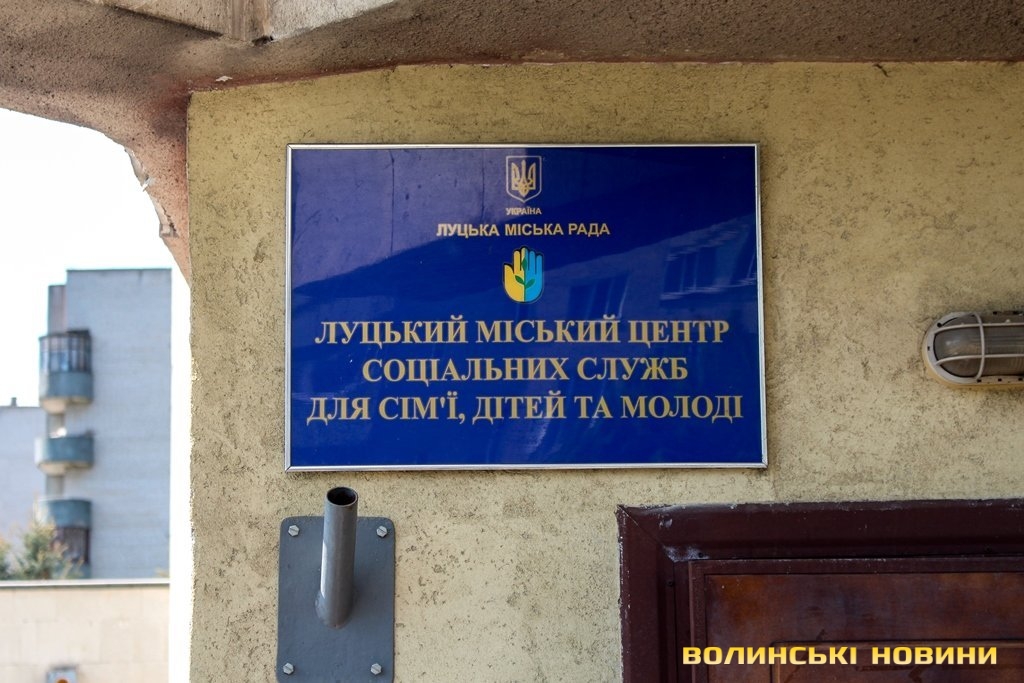 УКРАЇНА
ЛУЦЬКА МІСЬКА РАДА
ЛУЦЬКИЙ МІСЬКИЙ ЦЕНТР
СОЦІАЛЬНИХ СЛУЖБ
ДЛЯ СІМ'Ї, ДІТЕЙ ТА МОЛОДІ
ВОЛИНСЬКІ НОВИНИ